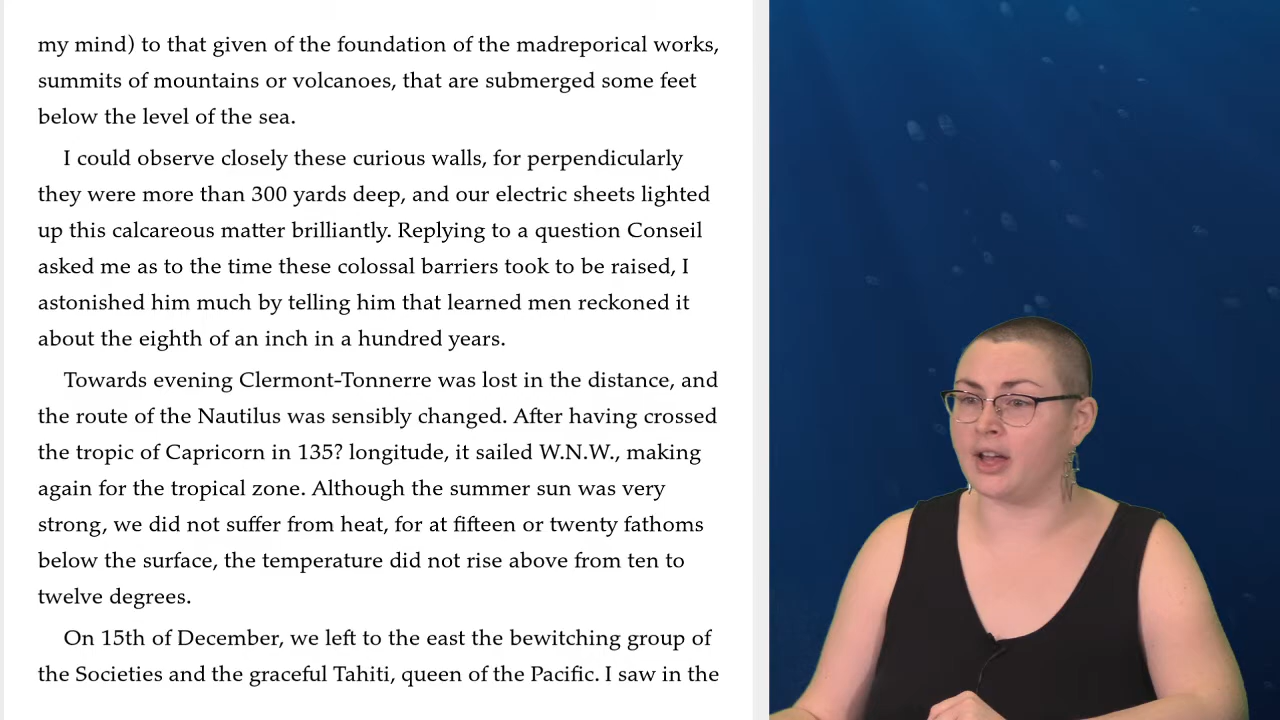 my mind) to that given of the foundation of the madreporical works,
summits of mountains or volcanoes, that are submerged some feet
below the level of the sea.
I could observe closely these curious walls, for perpendicularly
they were more than 300 yards deep, and our electric sheets lighted
up this calcareous matter brilliantly. Replying to a question Conseil
asked me as to the time these colossal barriers took to be raised, I
astonished him much by telling him that learned men reckoned it
about the eighth of an inch in a hundred years.
Towards evening Clermont-Tonnerre was lost in the distance, and
the route of the Nautilus was sensibly changed. After having crossed
the tropic of Capricorn in 135? longitude, it sailed W.N.W., making
again for the tropical zone. Although the summer sun was very
strong, we did not suffer from heat, for at fifteen or twenty fathoms
below the surface, the temperature did not rise above from ten to
twelve degrees.
On 15th of December, we left to the east the bewitching group of
the Societies and the graceful Tahiti, queen of the Pacific. I saw in the